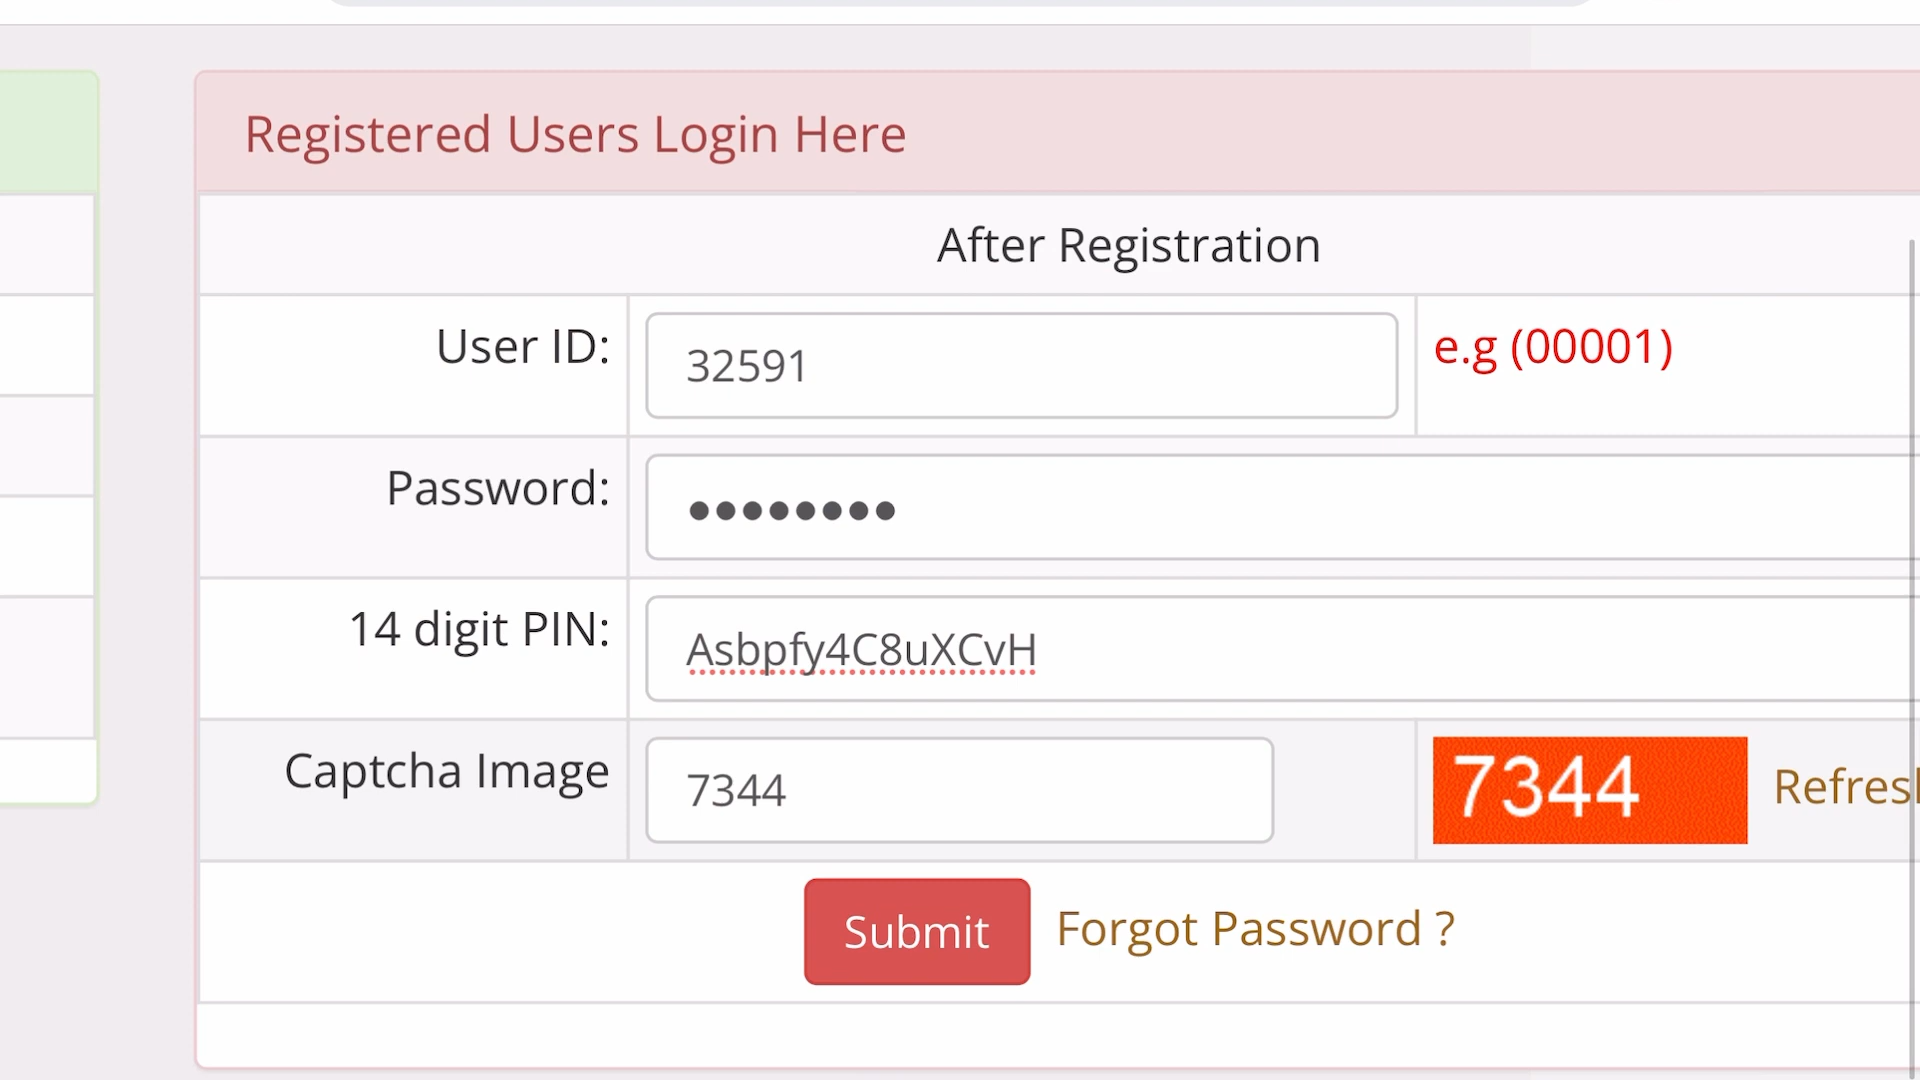 Registered Users Login Here
After Registration
User ID:
32591
e.g (00001)
Password:
14 digit PIN:
Asbpfy4C8uXCvH
Captcha Image
7344
7344
Refresh
Submit
Forgot Password ?